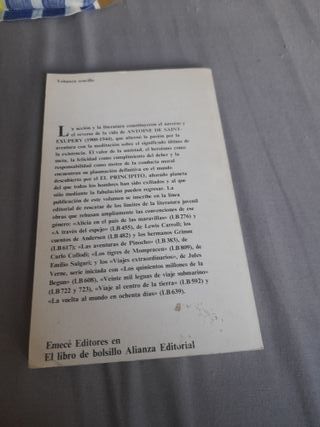 Volumen sencillo
La acción y la literatura constituyeron el anverso y
el reverso de la vida de ANTOINE DE SAINT-
EXUPERY (1900-1944), que alternó la pasión por la
aventura con la meditación sobre el significado último de
la existencia. El valor de la amistad, el heroísmo como
meta, la felicidad como cumplimiento del deber y la
responsabilidad como motor de la conducta moral
encuentran su plasmación definitiva en el mundo
descubierto por el EL PRINCIPITO, añorado planeta
del que todos los hombres han sido exiliados y al que
sólo mediante la fabulación pueden regresar. La
publicación de este volumen se inscribe en la línea
editorial de rescatar de los límites de la literatura juvenil
obras que rebasan ampliamente las convenciones de ese
género: «Alicia en el país de las maravillas» (LB 276) y
«A través del espejo» (LB 455), de Lewis Carroll; los
cuentos de Andersen (LB 482) y los hermanos Grimm
(LB 617); «Las aventuras de Pinocho» (LB 383), de
Carlo Collodi; «Los tigres de Mompracem» (LB 609), de
Emilio Salgari; y los «Viajes extraordinarios», de Jules
Verne, serie iniciada con «Los quinientos millones de la
Begun» (LB 608), «Veinte mil leguas de viaje submarino»
(LB 722 y 723), «Viaje al centro de la tierra» (LB 592) y
«La vuelta al mundo en ochenta días» (LB 639).
Emecé Editores en
El libro de bolsillo Alianza Editorial